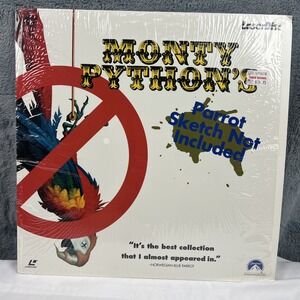 LaserDisc
MONTY
PYTHON'S
Parrot
Sketch Not
Included
"It's the best collection
that I almost appeared in."
-NORWEGIAN BLUE PARROT